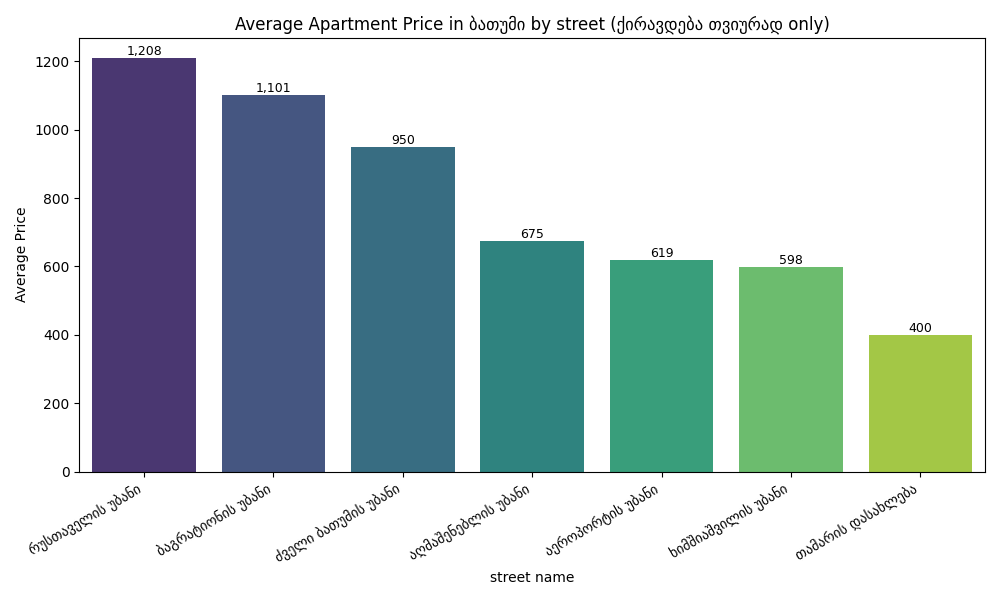 Average Apartment Price in ბათუმი by street (ქირავდება თვიურად only)
1,208
1,101
950
675
619
598
400
1200
1000
800
600
400
200
0
Average Price
რუსთაველის უბანი
ბაგრატიონის უბანი
ძველი ბათუმის უბანი
აღმაშენებლის უბანი
აეროპორტის უბანი
ხიმშიაშვილის უბანი
თამარის დასახლება
street name